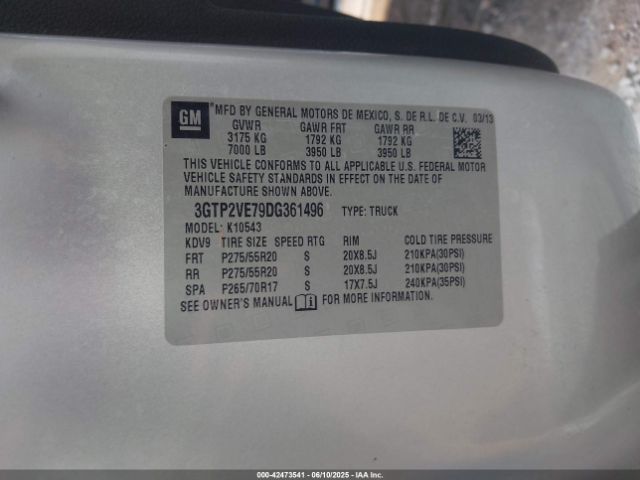 GM
MFD BY GENERAL MOTORS DE MEXICO, S. DE R.L. DE C.V. 03/13
GVWR GAWR FRT GAWR RR
3175 KG 1792 KG 1792 KG
7000 LB 3950 LB 3950 LB
THIS VEHICLE CONFORMS TO ALL APPLICABLE U.S. FEDERAL MOTOR
VEHICLE SAFETY STANDARDS IN EFFECT ON THE DATE OF
MANUFACTURE SHOWN ABOVE.
3GTP2VE79DG361496 TYPE: TRUCK
MODEL: K10543
KDV9 TIRE SIZE SPEED RTG RIM COLD TIRE PRESSURE
FRT P275/55R20 S 20X8.5J 210KPA(30PSI)
RR P275/55R20 S 20X8.5J 210KPA(30PSI)
SPA P265/70R17 S 17X7.5J 240KPA(35PSI)
SEE OWNER'S MANUAL FOR MORE INFORMATION.
000-42473541 - 06/10/2025 - IAAI.COM, INC.